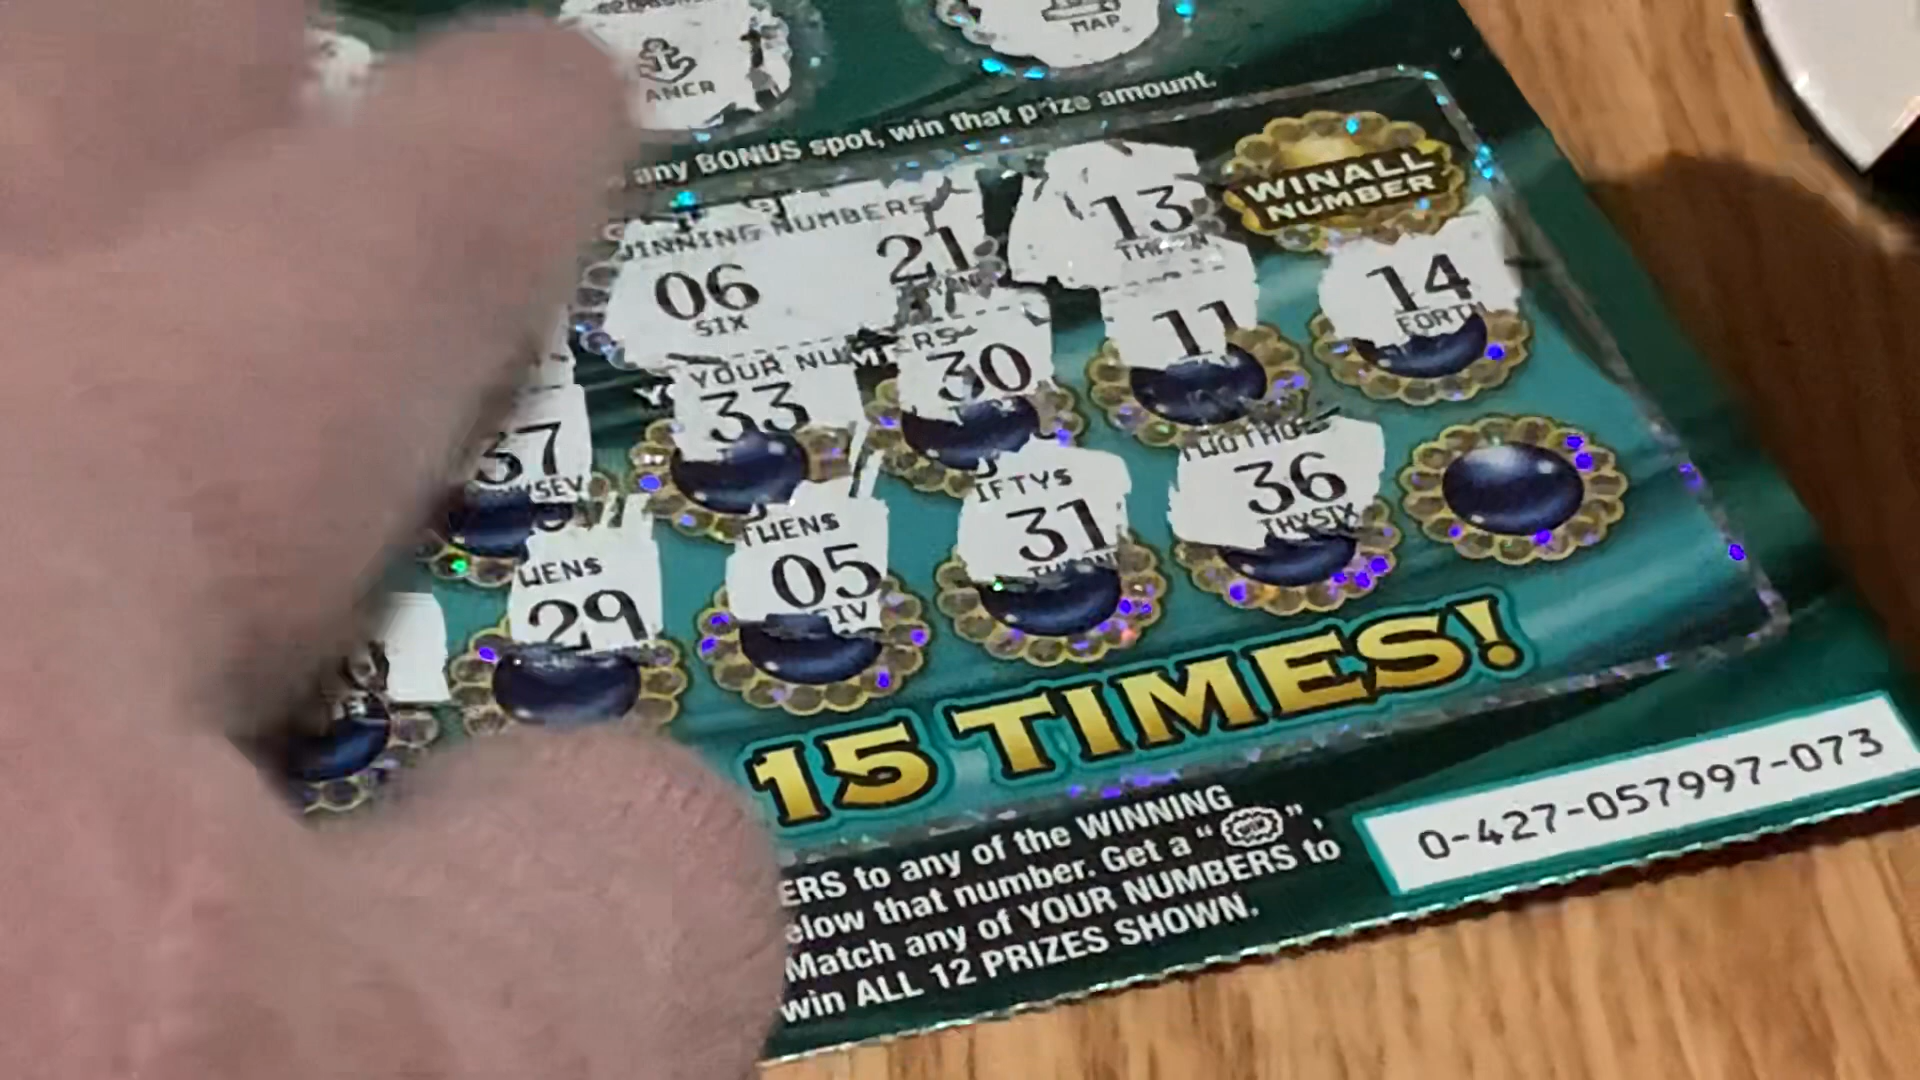 ANCR
MAP
any BONUS spot, win that prize amount.
WINNING NUMBERS
06
SIX
21
13
WINALL
NUMBER
YOUR NUMBERS
37
33
30
11
14
29
TWENS
05
IFTYS
31
36
THYSIX
15 TIMES!
ERS to any of the WINNING
elow that number. Get a "WIN",
Match any of YOUR NUMBERS to
win ALL 12 PRIZES SHOWN.
0-427-057997-073